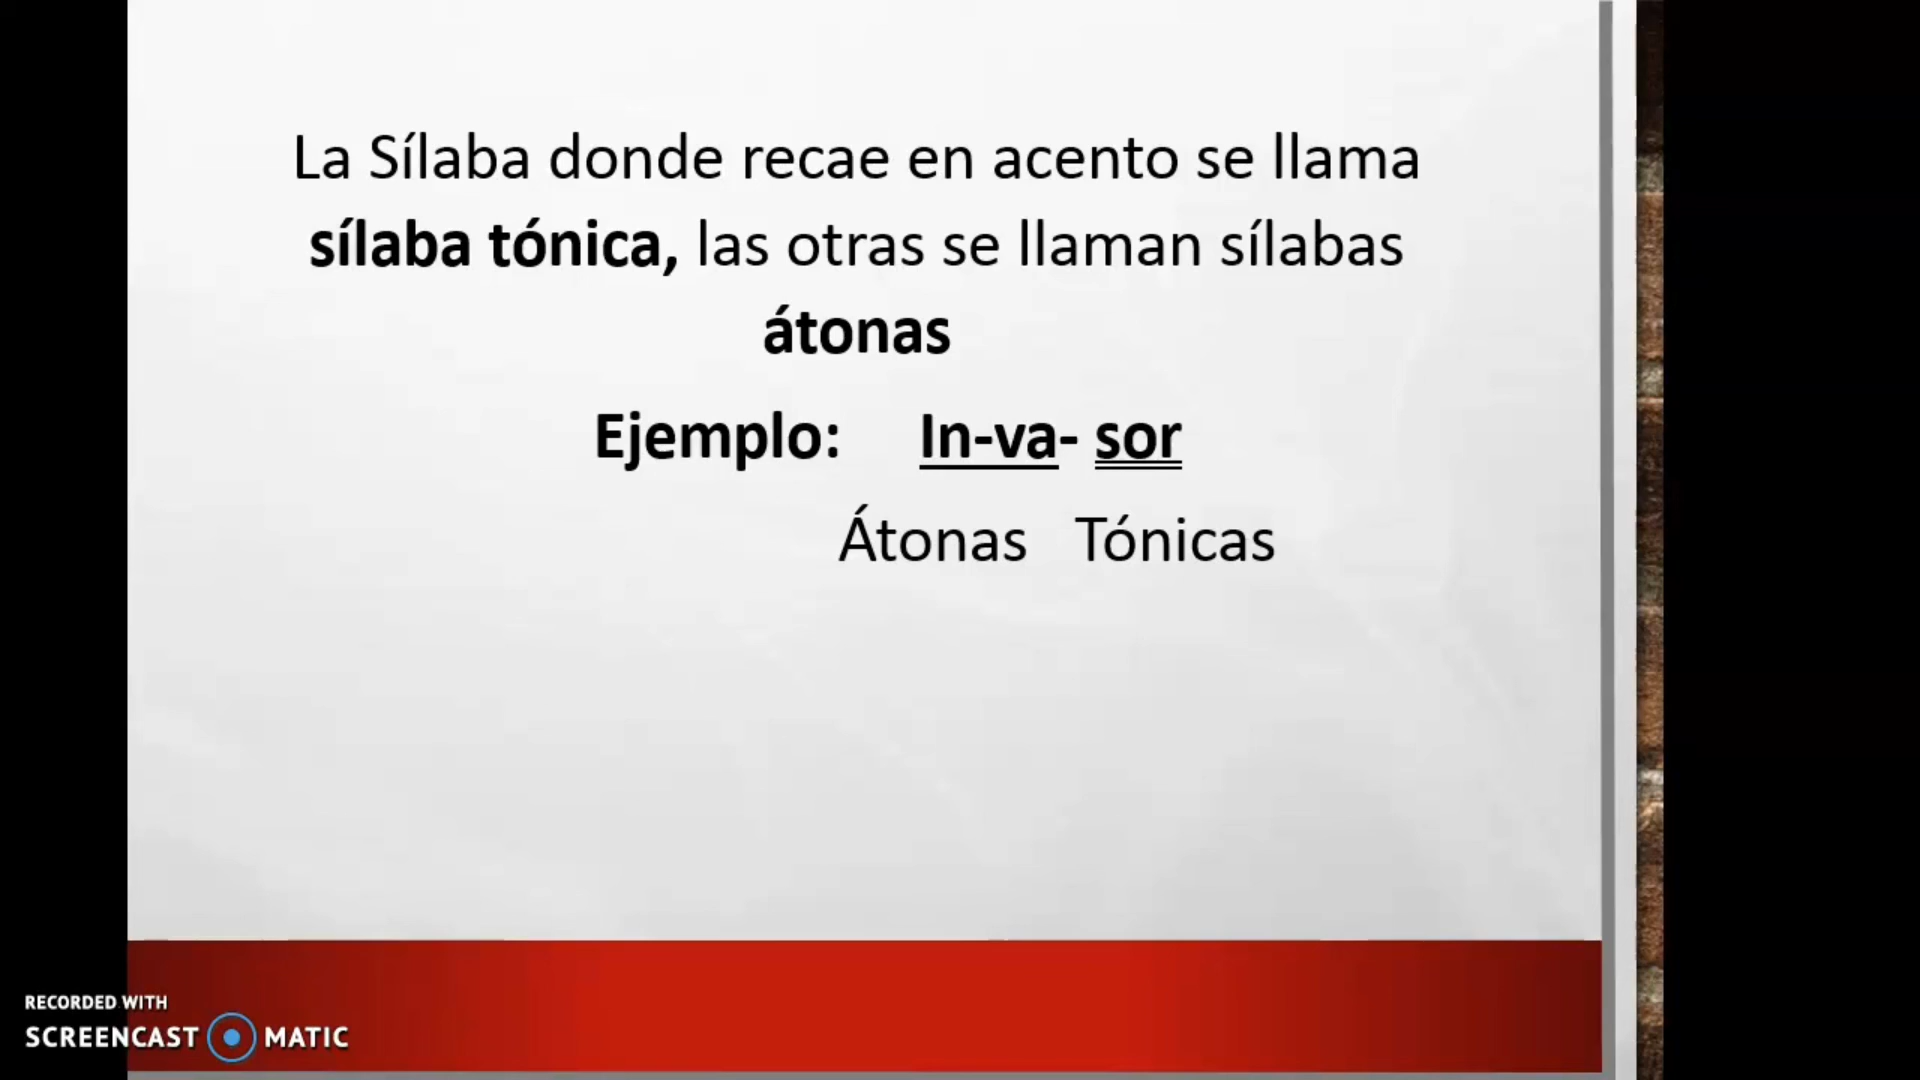 La Sílaba donde recae en acento se llama
sílaba tónica, las otras se llaman sílabas
átonas
Ejemplo: In-va- sor
Átonas Tónicas
RECORDED WITH
SCREENCAST MATIC